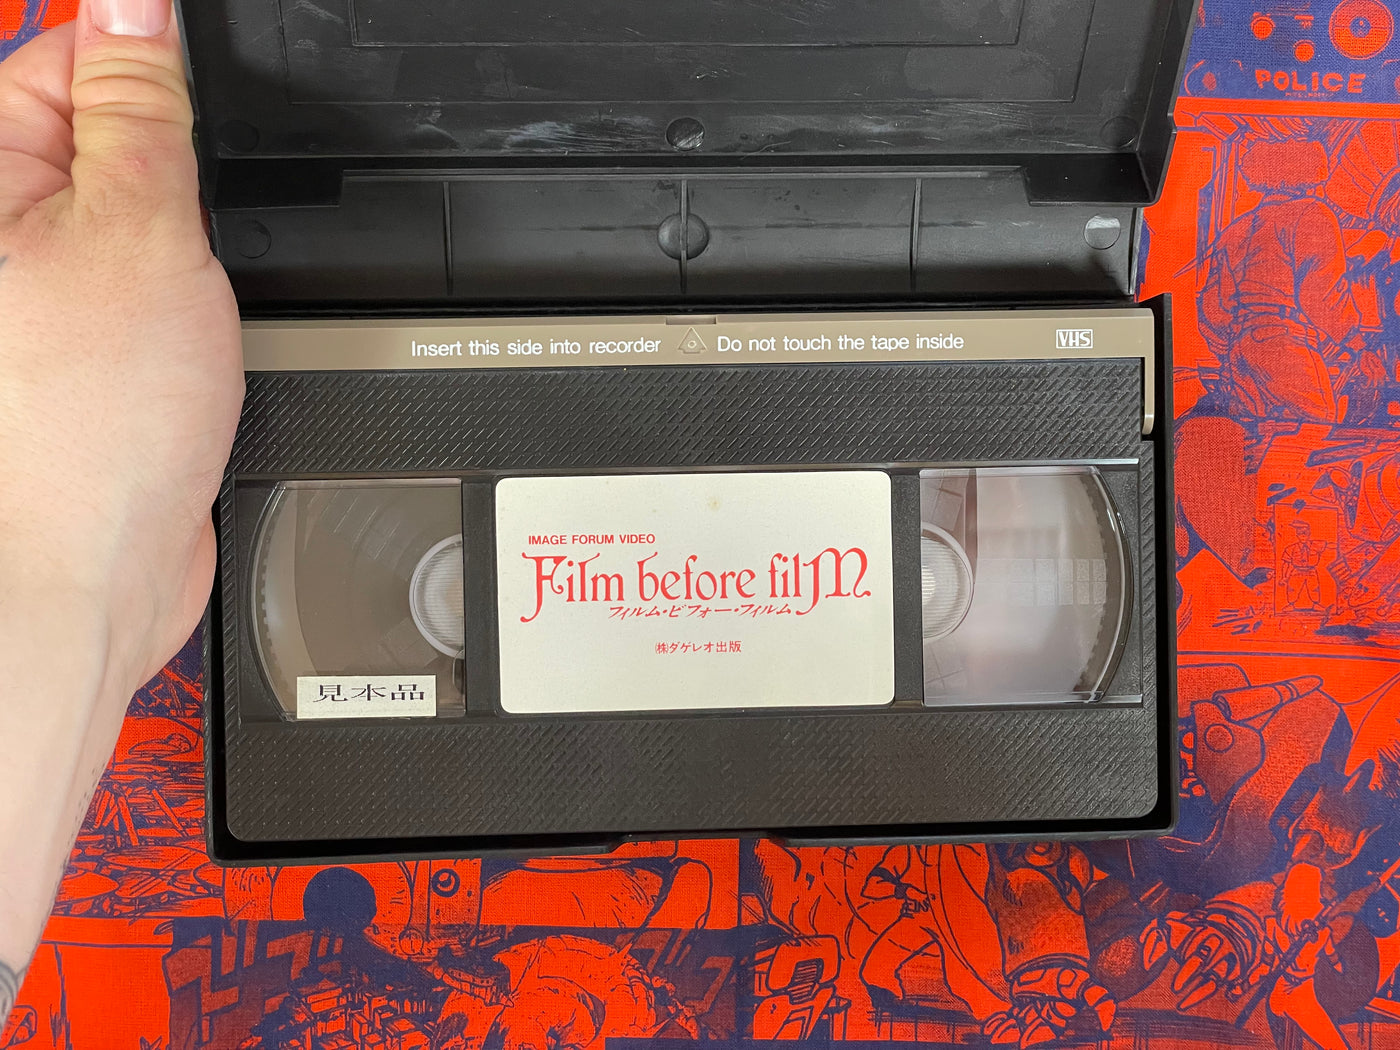 POLICE
Insert this side into recorder Do not touch the tape inside VHS
IMAGE FORUM VIDEO
Film before filM
フィルム・ビフォー・フィルム
㈱ダゲレオ出版
見本品